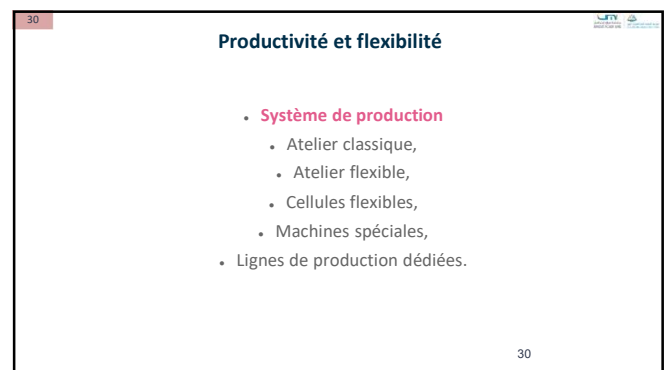 30
Productivité et flexibilité
• Système de production
• Atelier classique,
• Atelier flexible,
• Cellules flexibles,
• Machines spéciales,
• Lignes de production dédiées.
30